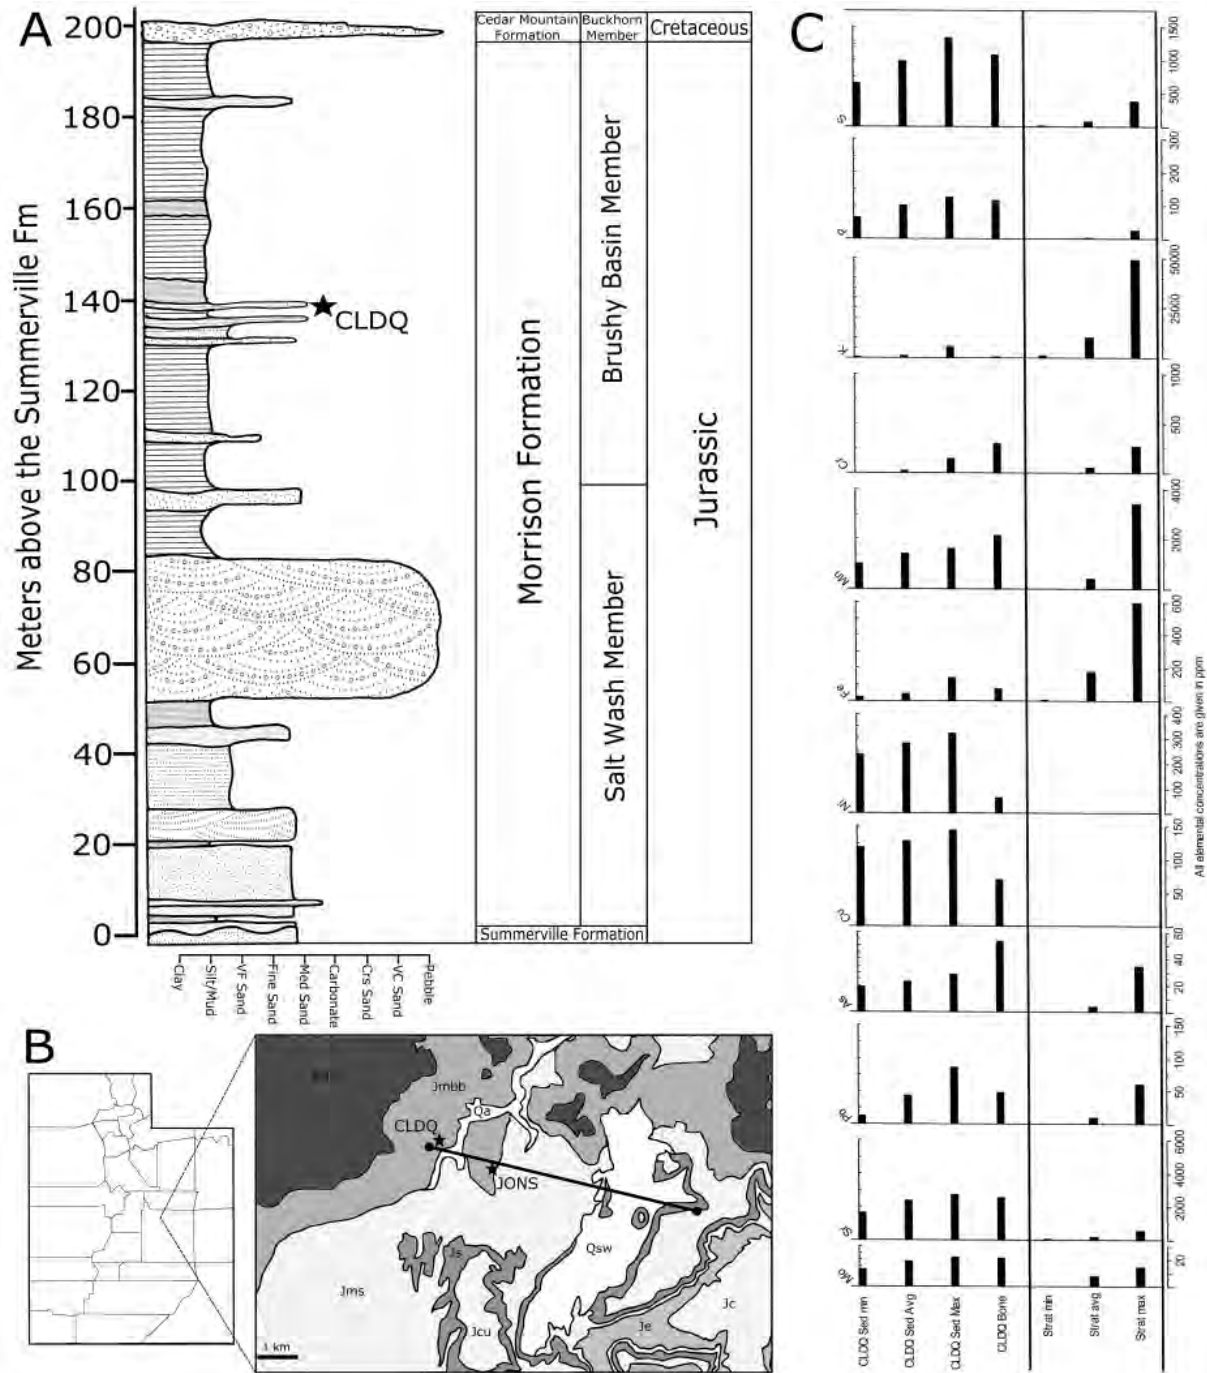 A
Meters above the Summerville Fm
200
180
160
140
120
100
80
60
40
20
0
CLDQ
Clay
Silt/Mud
VF Sand
Fine Sand
Med Sand
Carbonate
Crs Sand
VC Sand
Pebble
Cedar Mountain
Formation
Buckhorn
Member
Cretaceous
Morrison Formation
Brushy Basin Member
Salt Wash Member
Jurassic
Summerville Formation
B
Jmbb
Qa
CLDQ
JONS
Js
Qsw
Jms
Jcu
Je
Jc
1 km
C
1500
1000
500
300
200
100
K
50000
25000
Cl
1000
500
Mn
4000
2000
Fe
600
400
200
Ni
400
300
200
100
Cu
150
100
50
As
60
40
20
Pb
150
100
50
6000
4000
2000
Mo
20
CLDQ Sed min
CLDQ Sed Avg
CLDQ Sed Max
CLDQ Bone
Strat min
Strat avg
Strat max
All elemental concentrations are given in ppm